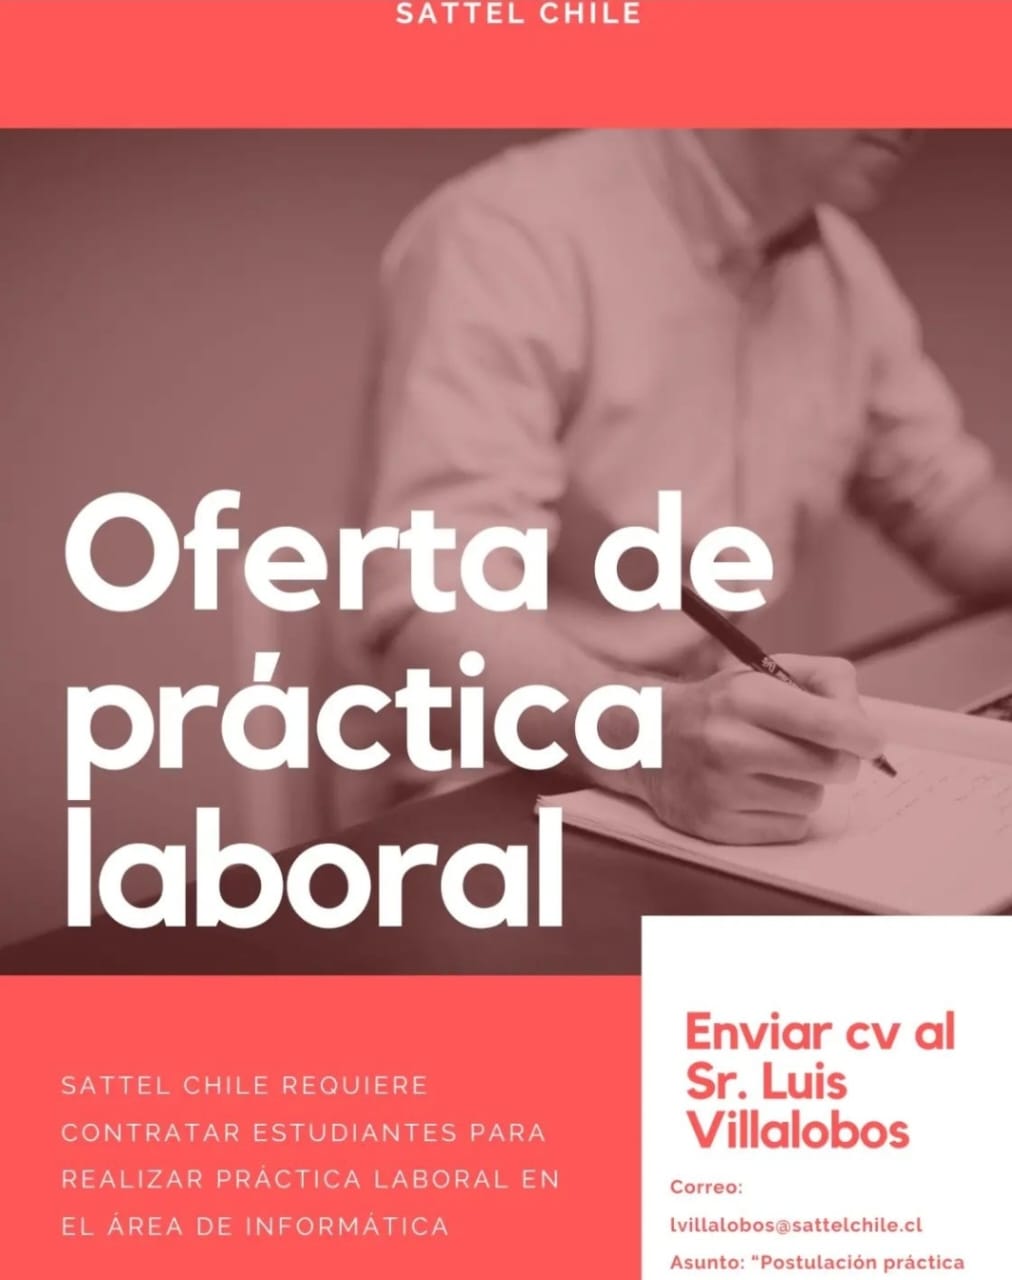 SATTEL CHILE
Oferta de
práctica
laboral
SATTEL CHILE REQUIERE
CONTRATAR ESTUDIANTES PARA
REALIZAR PRÁCTICA LABORAL EN
EL ÁREA DE INFORMÁTICA
Enviar cv al
Sr. Luis
Villalobos
Correo:
lvillalobos@sattelchile.cl
Asunto: “Postulación práctica